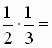 1/2 · 1/3 =